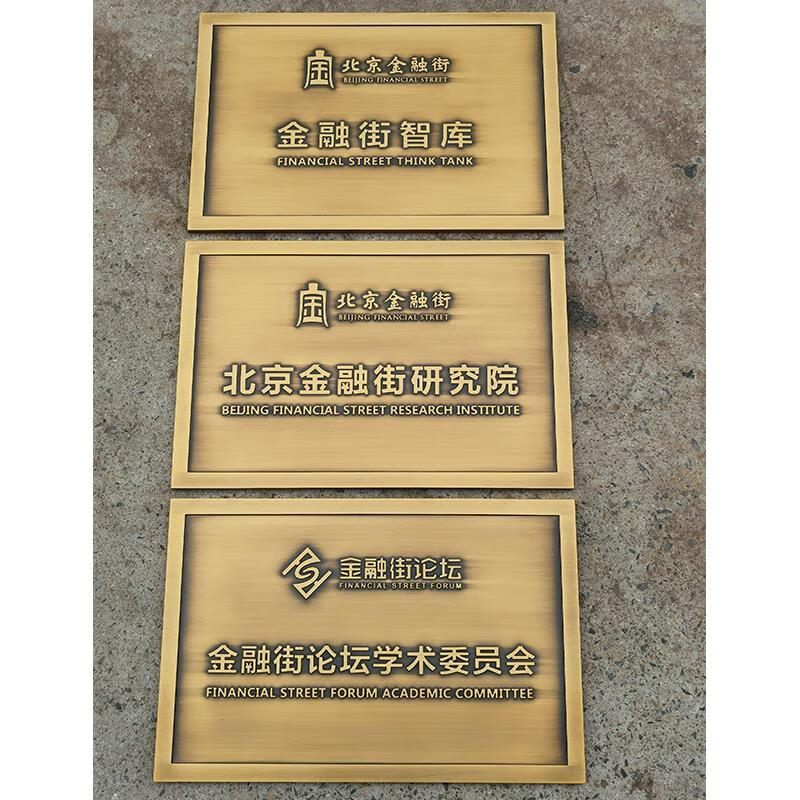 北京金融街
BEIJING FINANCIAL STREET
金融街智库
FINANCIAL STREET THINK TANK
北京金融街
BEIJING FINANCIAL STREET
北京金融街研究院
BEIJING FINANCIAL STREET RESEARCH INSTITUTE
金融街论坛
FINANCIAL STREET FORUM
金融街论坛学术委员会
FINANCIAL STREET FORUM ACADEMIC COMMITTEE